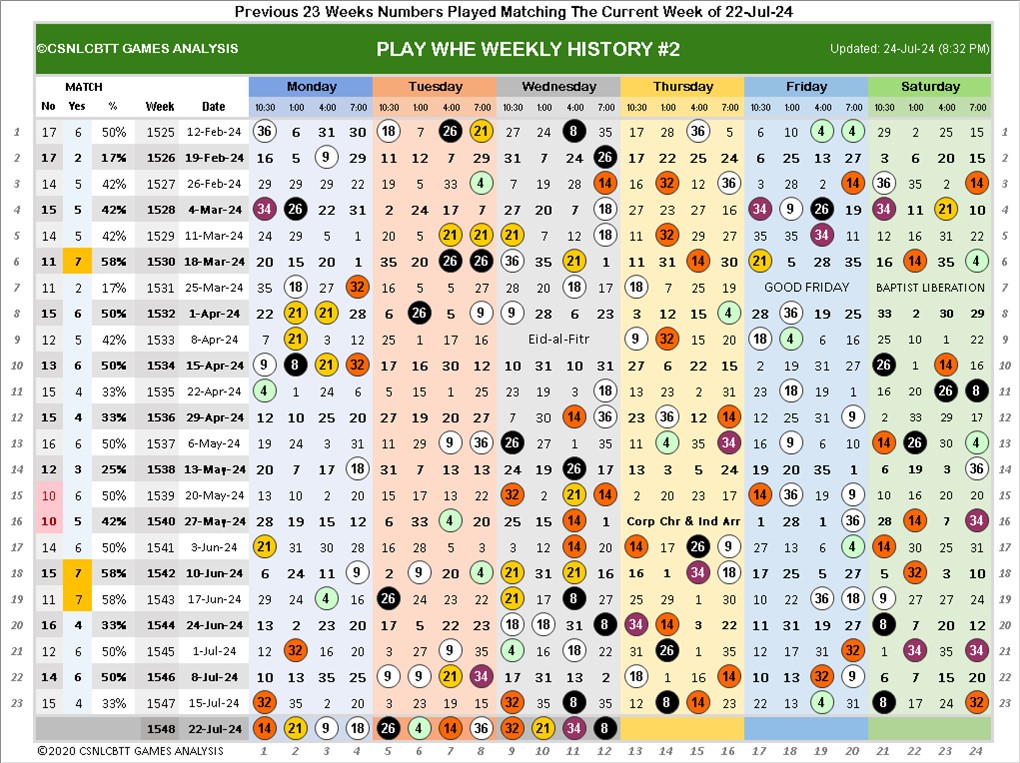 Previous 23 Weeks Numbers Played Matching The Current Week of 22-Jul-24
©CSNLCBTT GAMES ANALYSIS PLAY WHE WEEKLY HISTORY #2 Updated: 24-Jul-24 (8:32 PM)
MATCH Monday Tuesday Wednesday Thursday Friday Saturday
No Yes % Week Date 10:30 1:00 4:00 7:00 10:30 1:00 4:00 7:00 10:30 1:00 4:00 7:00 10:30 1:00 4:00 7:00 10:30 1:00 4:00 7:00 10:30 1:00 4:00 7:00
1 17 6 50% 1525 12-Feb-24 36 6 31 30 18 7 26 21 27 24 8 35 17 28 36 5 6 10 4 4 29 2 25 15 1
2 17 2 17% 1526 19-Feb-24 16 5 9 29 11 12 7 29 31 7 24 26 17 22 25 24 6 25 13 27 3 6 20 15 2
3 14 5 42% 1527 26-Feb-24 29 29 29 22 19 5 33 4 7 19 28 14 16 32 12 36 3 28 2 14 36 35 2 14 3
4 15 5 42% 1528 4-Mar-24 34 26 22 31 2 24 17 7 27 20 7 18 27 23 27 16 34 9 26 19 34 11 21 10 4
5 14 5 42% 1529 11-Mar-24 24 29 5 1 20 5 21 21 21 7 12 18 11 32 29 27 35 35 34 11 12 16 31 22 5
6 11 7 58% 1530 18-Mar-24 20 15 20 1 35 20 26 26 36 35 21 1 11 31 14 30 21 5 28 35 16 14 35 4 6
7 11 2 17% 1531 25-Mar-24 35 18 27 32 16 5 5 27 28 20 18 17 18 7 25 19 GOOD FRIDAY BAPTIST LIBERATION 7
8 15 6 50% 1532 1-Apr-24 22 21 21 28 6 26 5 9 9 28 6 23 3 12 15 4 28 36 19 25 33 2 30 29 8
9 12 5 42% 1533 8-Apr-24 7 21 3 12 25 1 17 16 Eid-al-Fitr 9 32 15 20 18 4 6 16 25 10 1 22 9
10 13 6 50% 1534 15-Apr-24 9 8 21 32 17 16 30 12 10 31 10 31 27 6 22 15 2 19 31 27 26 1 14 16 10
11 15 4 33% 1535 22-Apr-24 4 1 24 6 5 15 1 25 23 19 3 18 13 23 2 31 13 18 19 1 16 20 26 8 11
12 15 4 33% 1536 29-Apr-24 12 10 25 20 27 19 20 27 7 30 14 36 23 36 12 14 12 25 31 9 2 33 29 17 12
13 16 6 50% 1537 6-May-24 19 24 3 31 11 29 9 36 26 27 1 35 11 4 35 34 16 9 6 10 14 22 30 4 13
14 12 3 25% 1538 13-May-24 20 7 17 18 31 7 13 13 24 19 26 17 13 3 5 24 19 20 35 1 6 19 3 36 14
15 10 6 50% 1539 20-May-24 13 10 2 20 15 17 13 22 32 2 21 14 2 20 23 17 14 36 19 9 10 16 20 20 15
16 10 5 42% 1540 27-May-24 28 19 15 12 6 33 4 20 25 15 14 1 Corp Chr & Ind Arr 1 28 1 36 28 14 7 34 16
17 14 6 50% 1541 3-Jun-24 21 31 30 28 16 28 5 3 3 12 14 20 14 17 26 9 27 13 6 4 14 30 25 31 17
18 15 7 58% 1542 10-Jun-24 6 24 11 9 2 9 20 4 21 31 21 16 16 1 34 18 17 25 5 27 5 32 3 10 18
19 11 7 58% 1543 17-Jun-24 29 24 4 16 26 24 23 22 21 17 8 27 25 29 1 30 10 22 36 18 9 27 27 24 19
20 16 4 33% 1544 24-Jun-24 13 2 23 20 17 5 22 23 18 18 31 8 34 14 3 22 11 31 19 27 8 7 20 12 20
21 12 6 50% 1545 1-Jul-24 2 32 16 15 3 27 9 35 4 16 18 22 31 26 1 35 12 17 31 32 1 34 35 34 21
22 14 6 50% 1546 8-Jul-24 10 13 35 25 9 9 21 34 17 31 13 2 18 1 16 14 10 13 32 9 6 7 15 20 22
23 15 4 33% 1547 15-Jul-24 32 35 2 20 3 23 19 15 32 35 8 35 12 8 14 23 13 19 4 31 8 17 24 32 23
1548 22-Jul-24 14 21 9 18 26 4 14 36 32 21 34 8
©2020 CSNLCBTT GAMES ANALYSIS 1 2 3 4 5 6 7 8 9 10 11 12 13 14 15 16 17 18 19 20 21 22 23 24